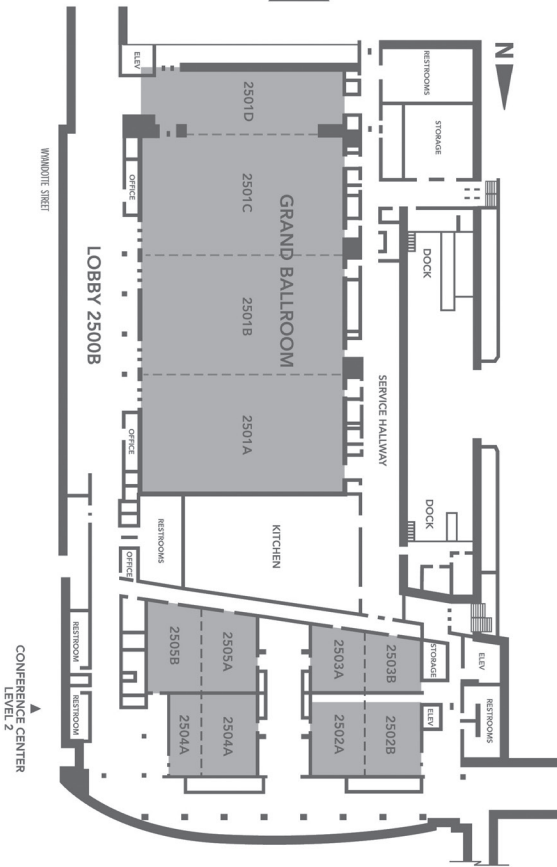 N
RESTROOMS
STORAGE
ELEV
2501D
OFFICE
2501C
GRAND BALLROOM
DOCK
WYANDOTTE STREET
LOBBY 2500B
2501B
SERVICE HALLWAY
OFFICE
2501A
DOCK
RESTROOMS
KITCHEN
OFFICE
RESTROOM
2505B
2505A
2503A
2503B
STORAGE
ELEV
RESTROOM
2504A
2504A
2502A
2502B
ELEV
RESTROOMS
CONFERENCE CENTER
LEVEL 2
N